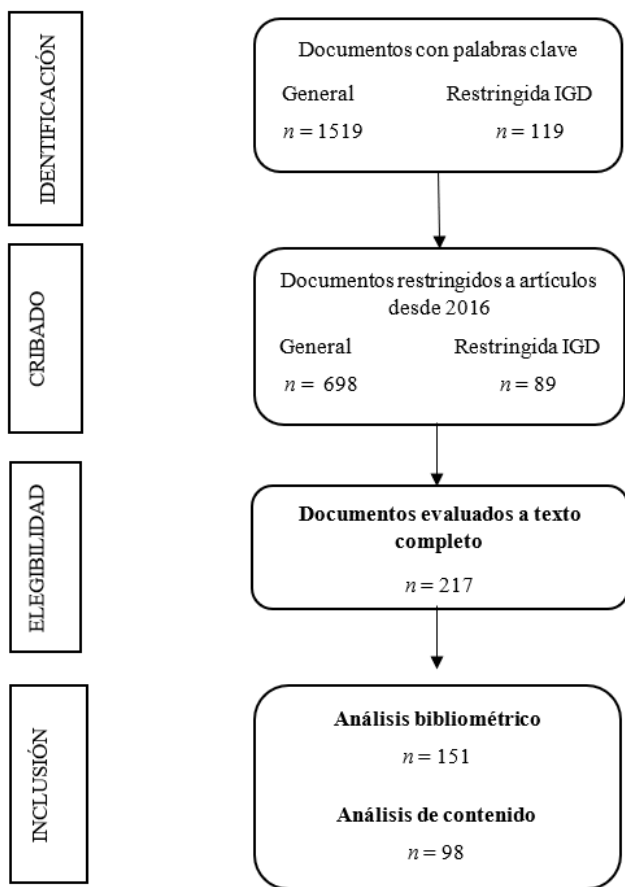 IDENTIFICACIÓN
Documentos con palabras clave
General Restringida IGD
n = 1519 n = 119
CRIBADO
Documentos restringidos a artículos
desde 2016
General Restringida IGD
n = 698 n = 89
ELEGIBILIDAD
Documentos evaluados a texto
completo
n = 217
INCLUSIÓN
Análisis bibliométrico
n = 151
Análisis de contenido
n = 98